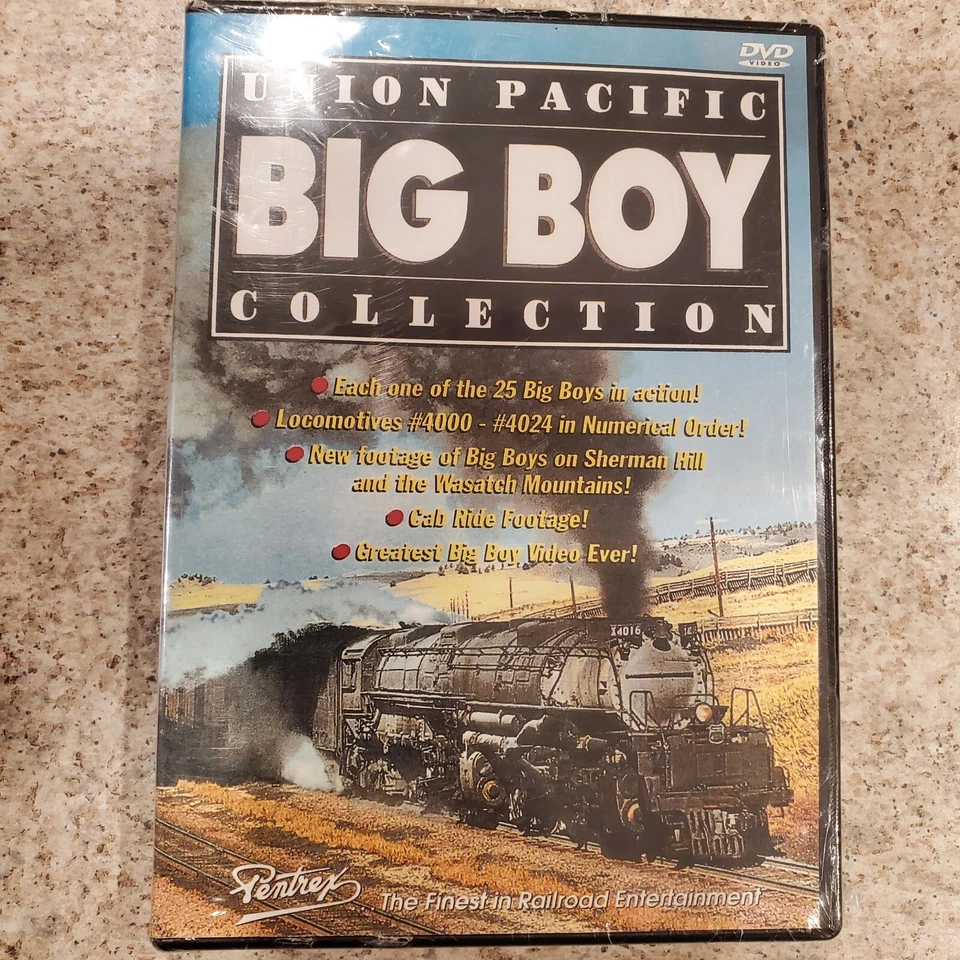 DVD
VIDEO
UNION PACIFIC
BIG BOY
COLLECTION
Each one of the 25 Big Boys in action!
Locomotives #4000 - #4024 in Numerical Order!
New footage of Big Boys on Sherman Hill
and the Wasatch Mountains!
Cab Ride Footage!
Greatest Big Boy Video Ever!
X4016
Pentrex
The Finest in Railroad Entertainment